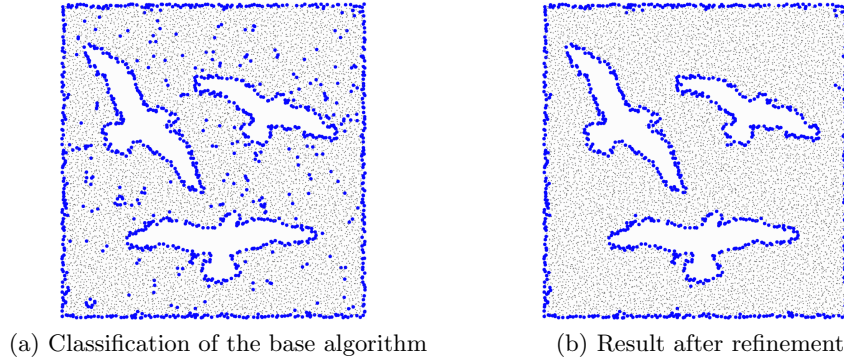 (a) Classification of the base algorithm
(b) Result after refinement